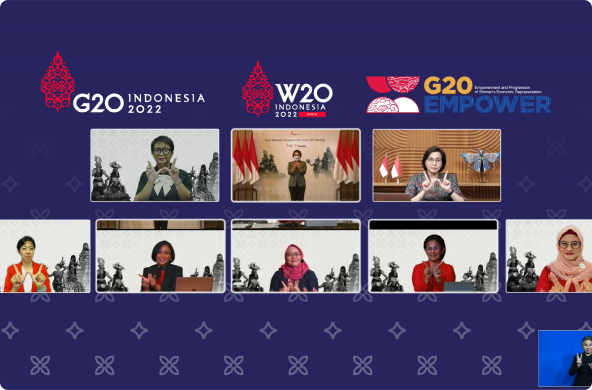 G20 INDONESIA
2022
W20
INDONESIA
2022
G20 Empowerment and Progression
of Women's Economic Representation
EMPOWER